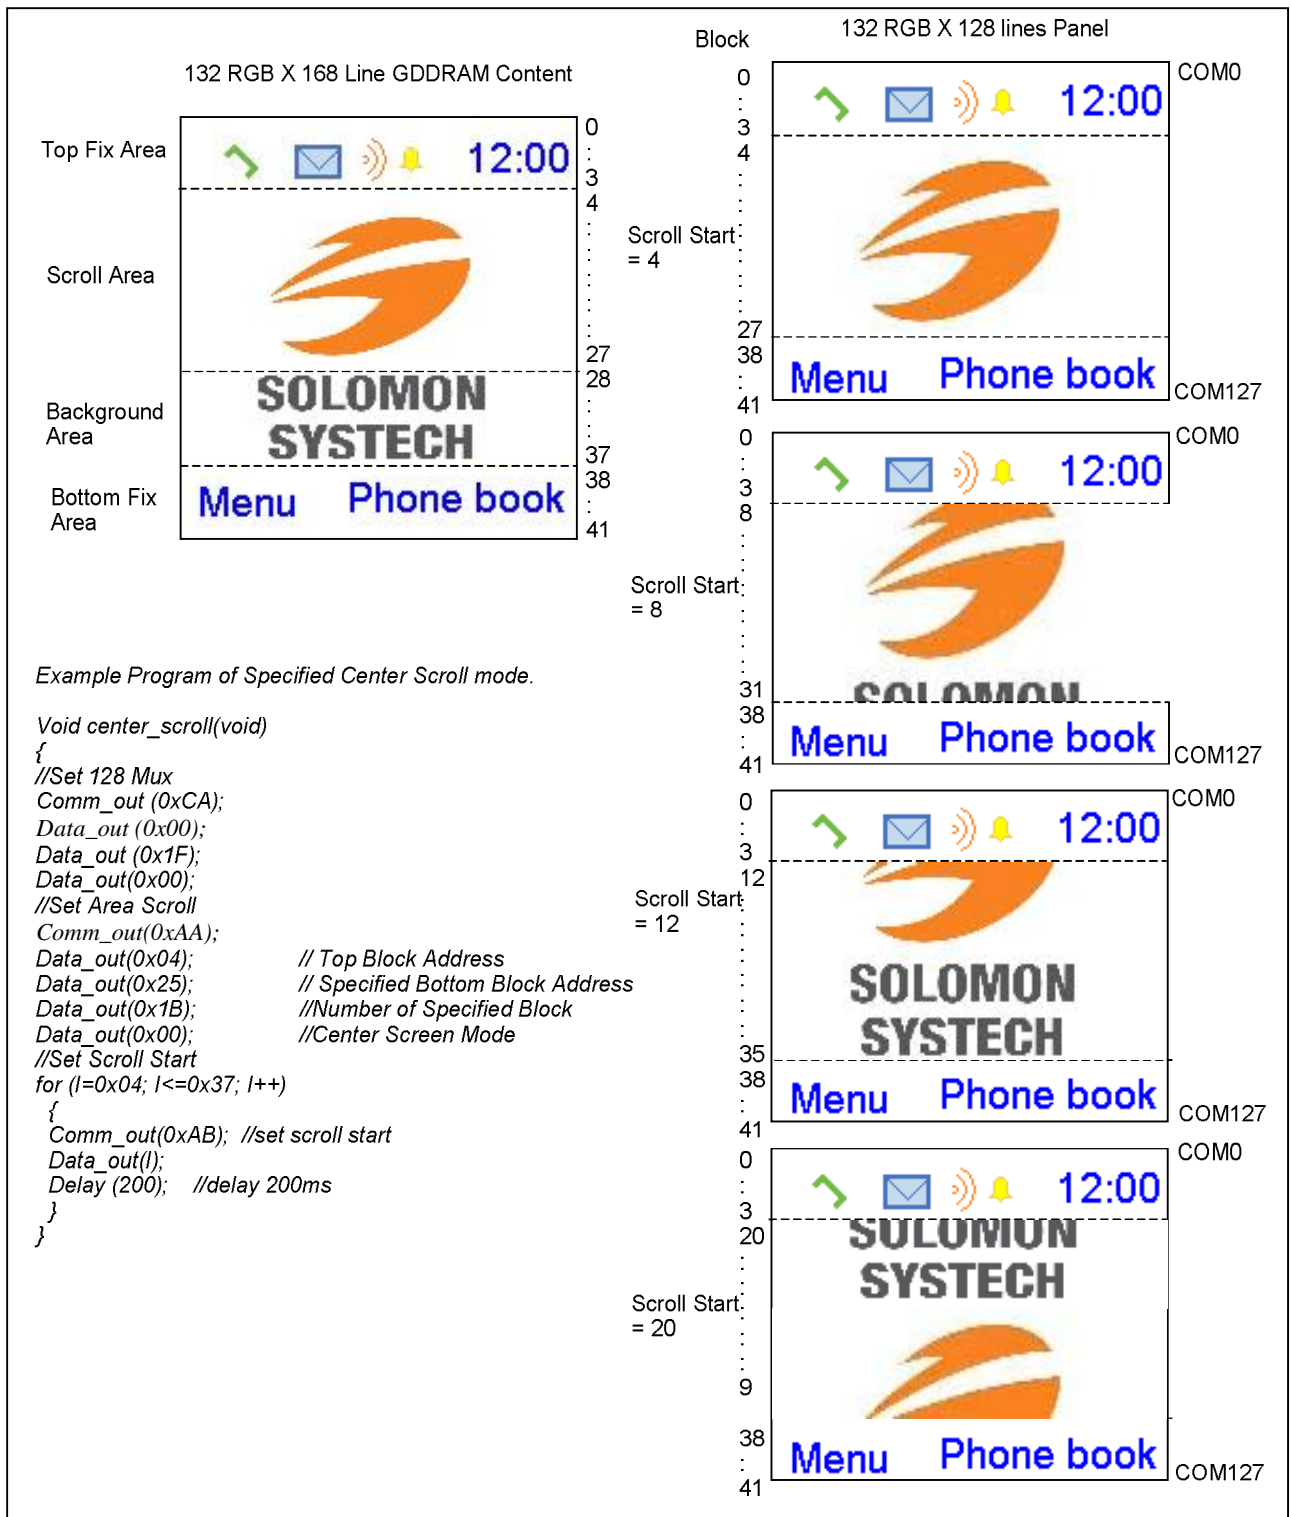 132 RGB X 168 Line GDDRAM Content
Top Fix Area
Scroll Area
Background
Area
Bottom Fix
Area
12:00
SOLOMON
SYSTECH
Menu Phone book
0
:
3
4
:
27
28
:
37
38
:
41
Example Program of Specified Center Scroll mode.
Void center_scroll(void)
{
//Set 128 Mux
Comm_out (0xCA);
Data_out (0x00);
Data_out (0x1F);
Data_out(0x00);
//Set Area Scroll
Comm_out(0xAA);
Data_out(0x04); // Top Block Address
Data_out(0x25); // Specified Bottom Block Address
Data_out(0x1B); //Number of Specified Block
Data_out(0x00); //Center Screen Mode
//Set Scroll Start
for (I=0x04; I<=0x37; I++)
{
Comm_out(0xAB); //set scroll start
Data_out(I);
Delay (200); //delay 200ms
}
}
132 RGB X 128 lines Panel
Block
0
:
3
4
:
27
38
:
41
Scroll Start
= 4
12:00
Menu Phone book
COM0
COM127
0
:
3
8
:
31
38
:
41
Scroll Start
= 8
12:00
SOLOMON
Menu Phone book
COM0
COM127
0
:
3
12
:
35
38
:
41
Scroll Start
= 12
12:00
SOLOMON
SYSTECH
Menu Phone book
COM0
COM127
0
:
3
20
:
9
38
:
41
Scroll Start
= 20
12:00
SOLOMON
SYSTECH
Menu Phone book
COM0
COM127